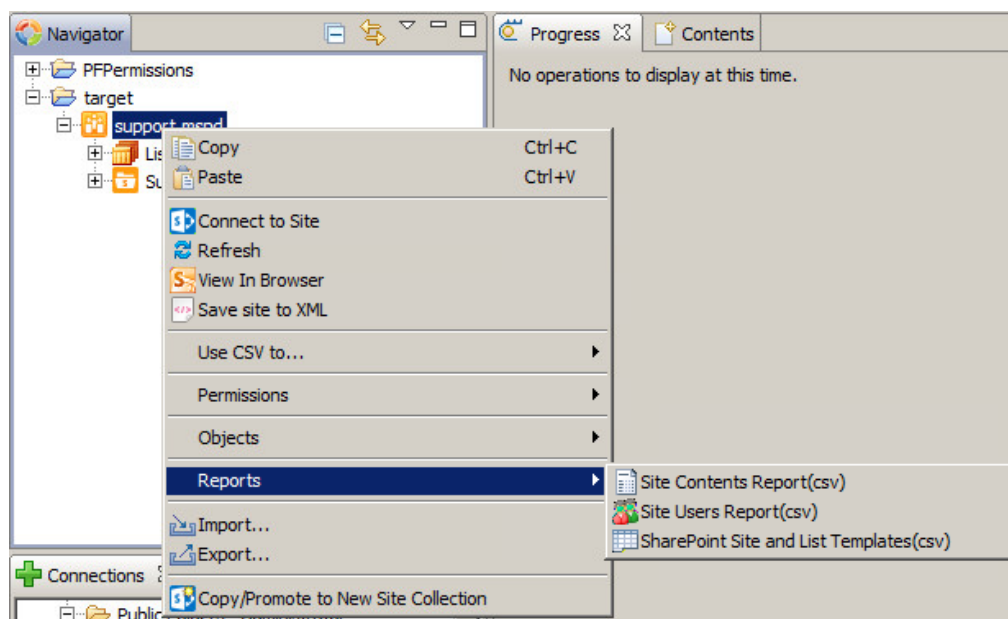 Navigator
Progress
Contents
No operations to display at this time.
PFPermissions
target
Copy Ctrl+C
Paste Ctrl+V
Connect to Site
Refresh
View In Browser
Save site to XML
Use CSV to...
Permissions
Objects
Reports
Site Contents Report(csv)
Site Users Report(csv)
SharePoint Site and List Templates(csv)
Import...
Export...
Connections
Copy/Promote to New Site Collection